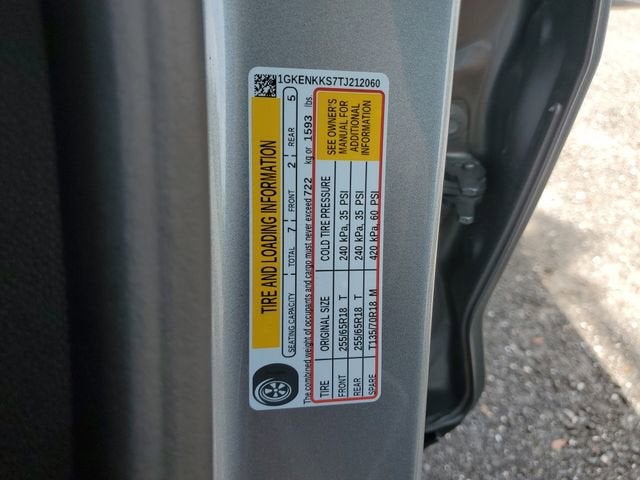 1GKENKKS7TJ212060
TIRE AND LOADING INFORMATION
SEATING CAPACITY TOTAL 7 FRONT 2 REAR 5
The combined weight of occupants and cargo must never exceed 722 kg or 1593 lbs.
TIRE ORIGINAL SIZE COLD TIRE PRESSURE
FRONT 255/65R18 T 240 kPa, 35 PSI
REAR 255/65R18 T 240 kPa, 35 PSI
SPARE T135/70R18 M 420 kPa, 60 PSI
SEE OWNER'S
MANUAL FOR
ADDITIONAL
INFORMATION